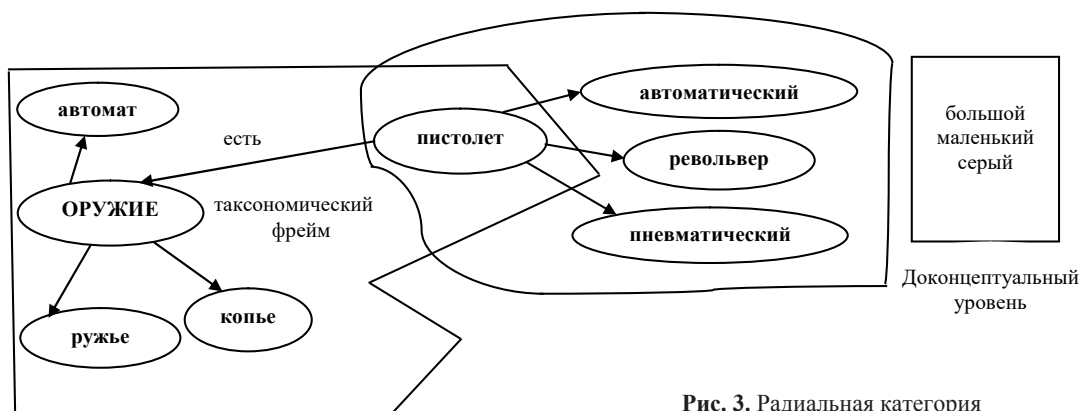 автомат
автоматический
большой
маленький
серый
есть
пистолет
револьвер
ОРУЖИЕ
таксономический
фрейм
пневматический
Доконцептуальный
уровень
копье
ружье
Рис. 3. Радиальная категория